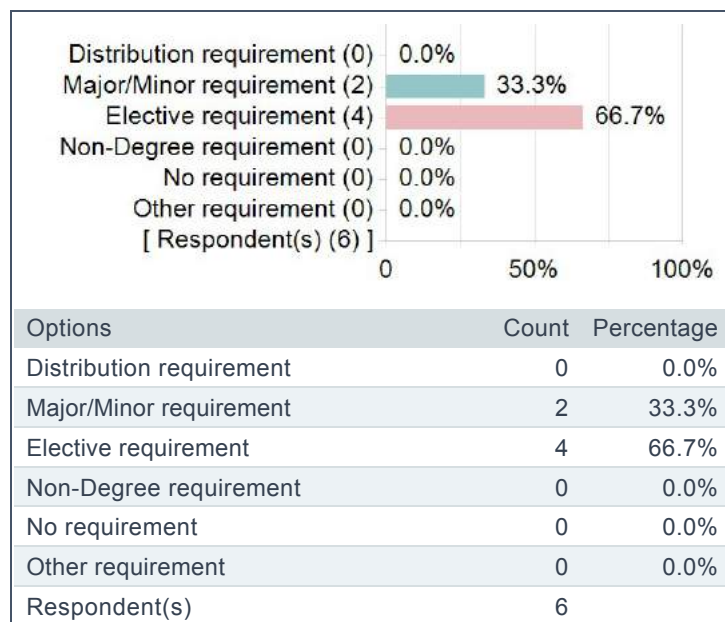 Distribution requirement (0) 0.0%
Major/Minor requirement (2) 33.3%
Elective requirement (4) 66.7%
Non-Degree requirement (0) 0.0%
No requirement (0) 0.0%
Other requirement (0) 0.0%
[ Respondent(s) (6) ]
0 50% 100%
Options Count Percentage
Distribution requirement 0 0.0%
Major/Minor requirement 2 33.3%
Elective requirement 4 66.7%
Non-Degree requirement 0 0.0%
No requirement 0 0.0%
Other requirement 0 0.0%
Respondent(s) 6